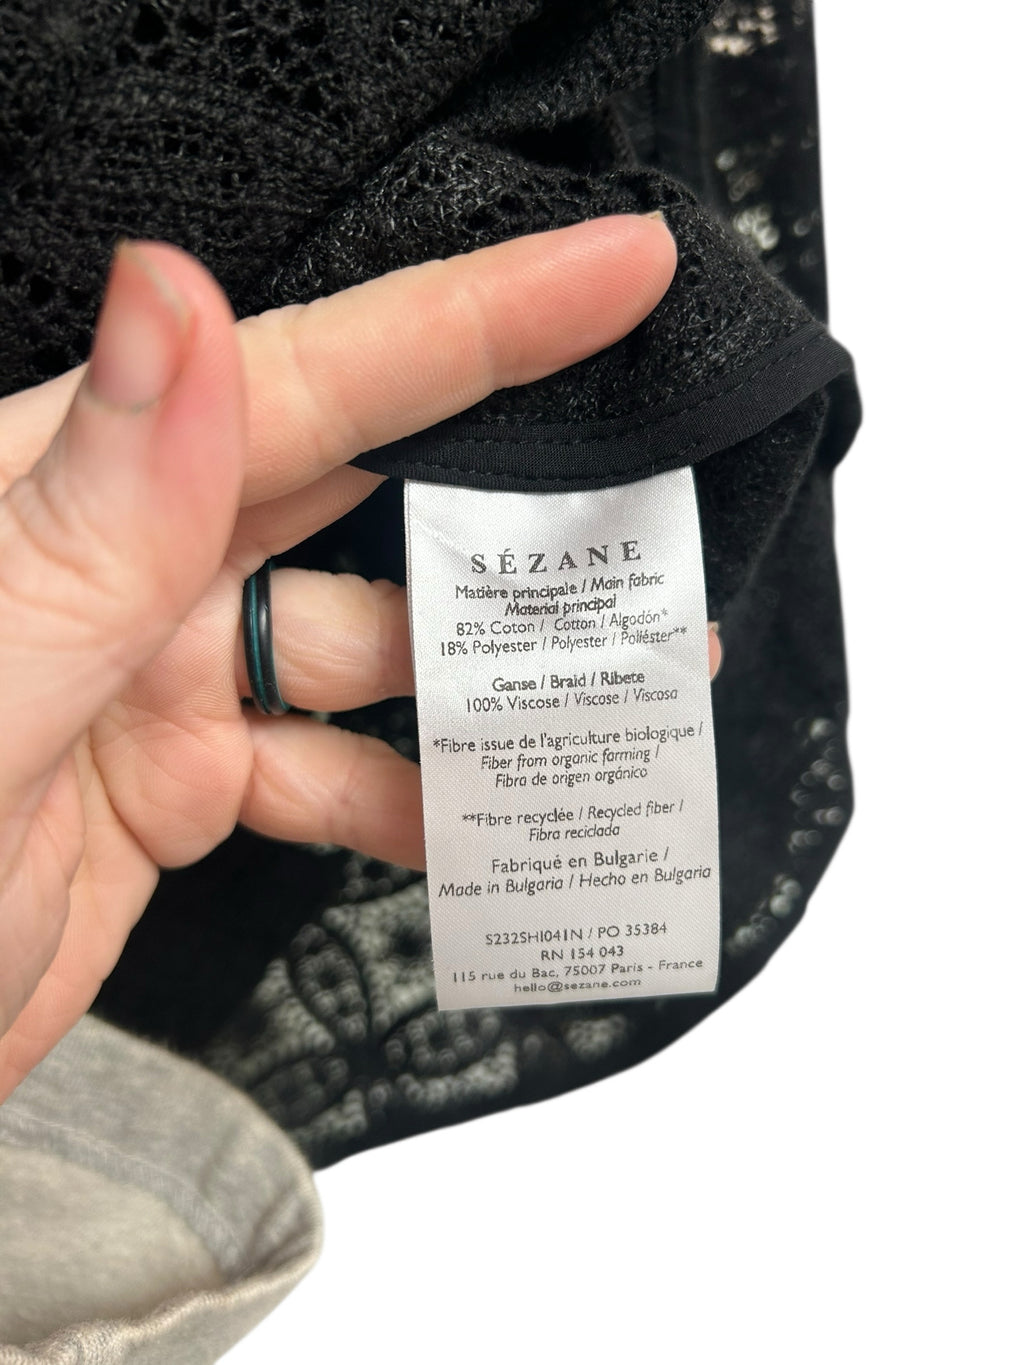 SÉZANE
Matière principale / Main fabric
Material principal
82% Coton / Cotton / Algodón*
18% Polyester / Polyester / Poliéster**
Ganse / Braid / Ribete
100% Viscose / Viscose / Viscosa
*Fibre issue de l'agriculture biologique /
Fiber from organic farming /
Fibra de origen orgánico
**Fibre recyclée / Recycled fiber /
Fibra reciclada
Fabriqué en Bulgarie /
Made in Bulgaria / Hecho en Bulgaria
S232SHI041N / PO 35384
RN 154 043
115 rue du Bac, 75007 Paris - France
hello@sezane.com